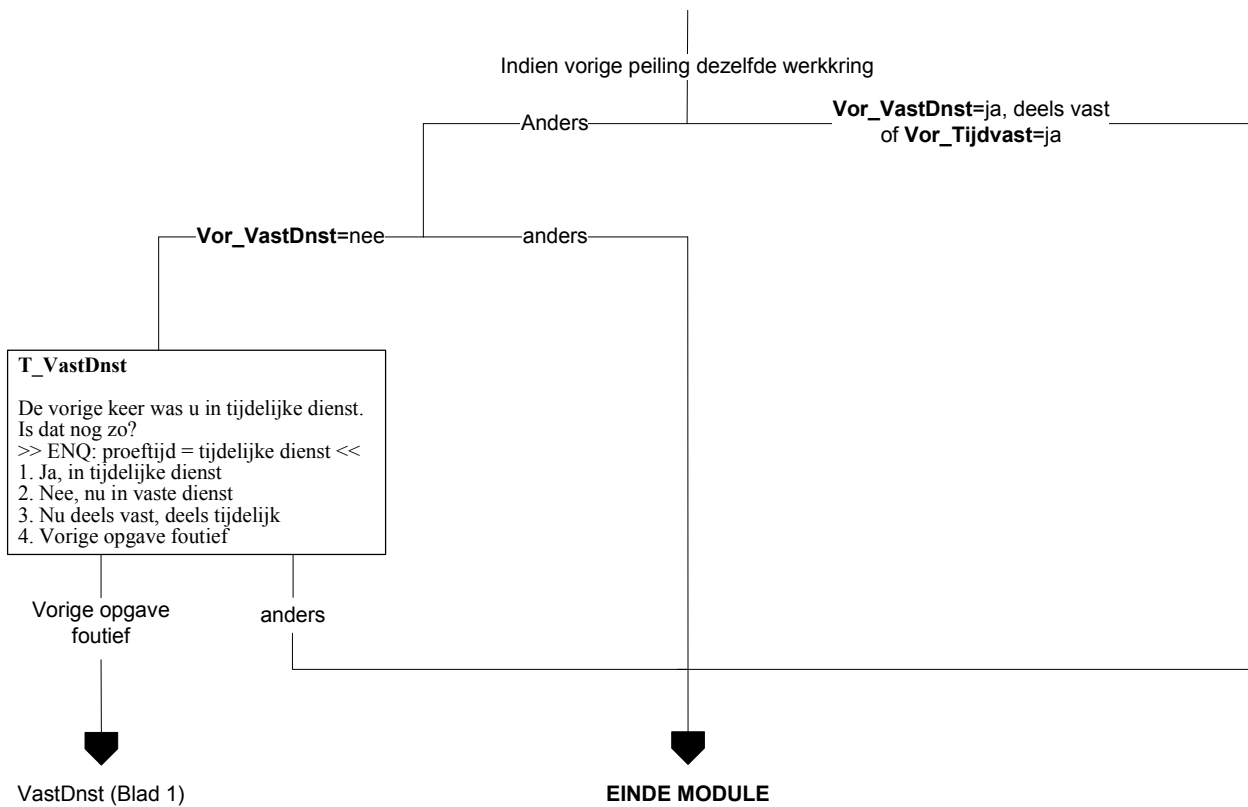 Indien vorige peiling dezelfde werkkring
Anders
Vor_VastDnst=ja, deels vast
of Vor_Tijdvast=ja
Vor_VastDnst=nee
anders
T_VastDnst
De vorige keer was u in tijdelijke dienst.
Is dat nog zo?
>> ENQ: proeftijd = tijdelijke dienst <<
1. Ja, in tijdelijke dienst
2. Nee, nu in vaste dienst
3. Nu deels vast, deels tijdelijk
4. Vorige opgave foutief
Vorige opgave
foutief
anders
VastDnst (Blad 1)
EINDE MODULE